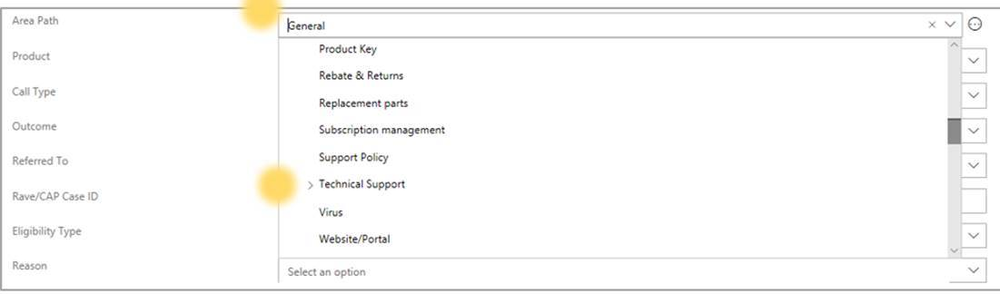 Area Path
General
Product
Product Key
Rebate & Returns
Call Type
Replacement parts
Outcome
Subscription management
Referred To
Support Policy
Technical Support
Rave/CAP Case ID
Virus
Eligibility Type
Website/Portal
Reason
Select an option